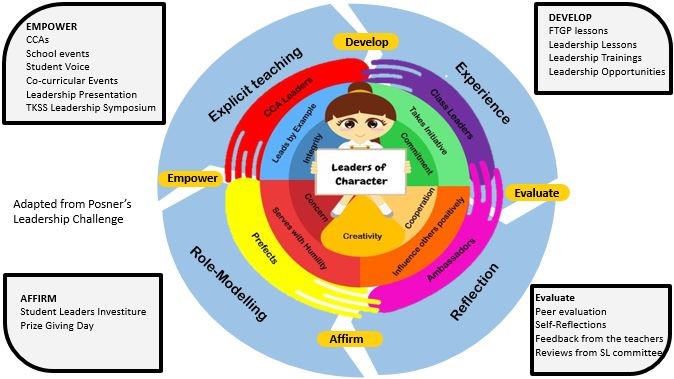 EMPOWER
CCAs
School events
Student Voice
Co-curricular Events
Leadership Presentation
TKSS Leadership Symposium
DEVELOP
FTGP lessons
Leadership Lessons
Leadership Trainings
Leadership Opportunities
Develop
Explicit teaching
Experience
CCA Leaders
Class Leaders
Leads by Example
Takes Initiative
Integrity
Commitment
Leaders of
Character
Empower
Evaluate
Adapted from Posner's
Leadership Challenge
Concern
Cooperation
Creativity
Serves with Humility
Influence others positively
Prefects
Ambassadors
Role-Modelling
Reflection
Affirm
AFFIRM
Student Leaders Investiture
Prize Giving Day
Evaluate
Peer evaluation
Self-Reflections
Feedback from the teachers
Reviews from SL committee